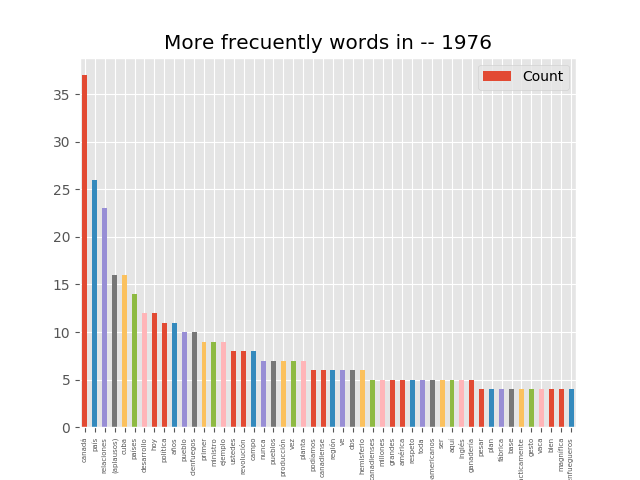 More frecuently words in -- 1976
Count
35
30
25
20
15
10
5
0
canadá
país
relaciones
(aplausos)
cuba
países
desarrollo
hoy
política
años
pueblo
cienfuegos
primer
ministro
ejemplo
ustedes
revolución
campo
nunca
pueblos
producción
vez
planta
podíamos
canadiense
región
ve
dos
hemisferio
canadienses
millones
grandes
américa
respeto
toda
americanos
ser
aquí
inglés
ganadería
pesar
plan
fábrica
base
cticamente
gesto
vaca
bien
magnífica
enfuegueros